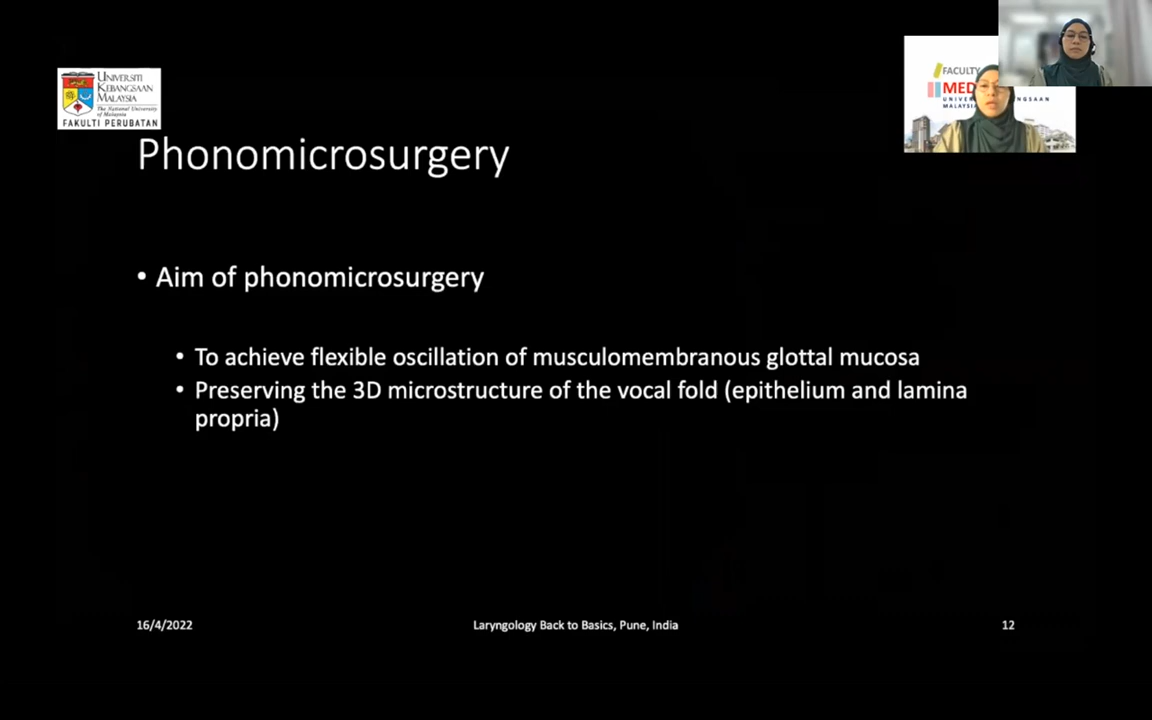 UNIVERSITI
KEBANGSAAN
MALAYSIA
The National University
of Malaysia
FAKULTI PERUBATAN
FACULTY
MED
UNIVER NGSAAN
MALAYSIA
Phonomicrosurgery
• Aim of phonomicrosurgery
• To achieve flexible oscillation of musculomembranous glottal mucosa
• Preserving the 3D microstructure of the vocal fold (epithelium and lamina
propria)
16/4/2022
Laryngology Back to Basics, Pune, India
12